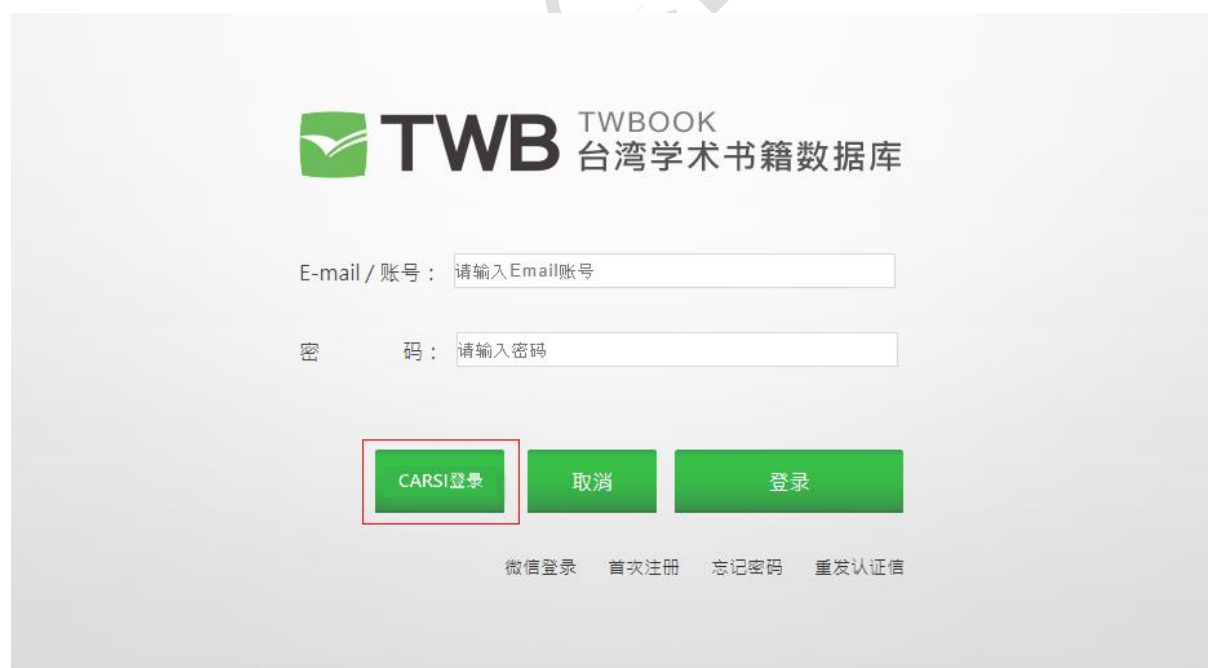 TWB TWBOOK
台湾学术书籍数据库
E-mail / 账号： 请输入Email账号
密 码： 请输入密码
CARSI登录 取消 登录
微信登录 首次注册 忘记密码 重发认证信